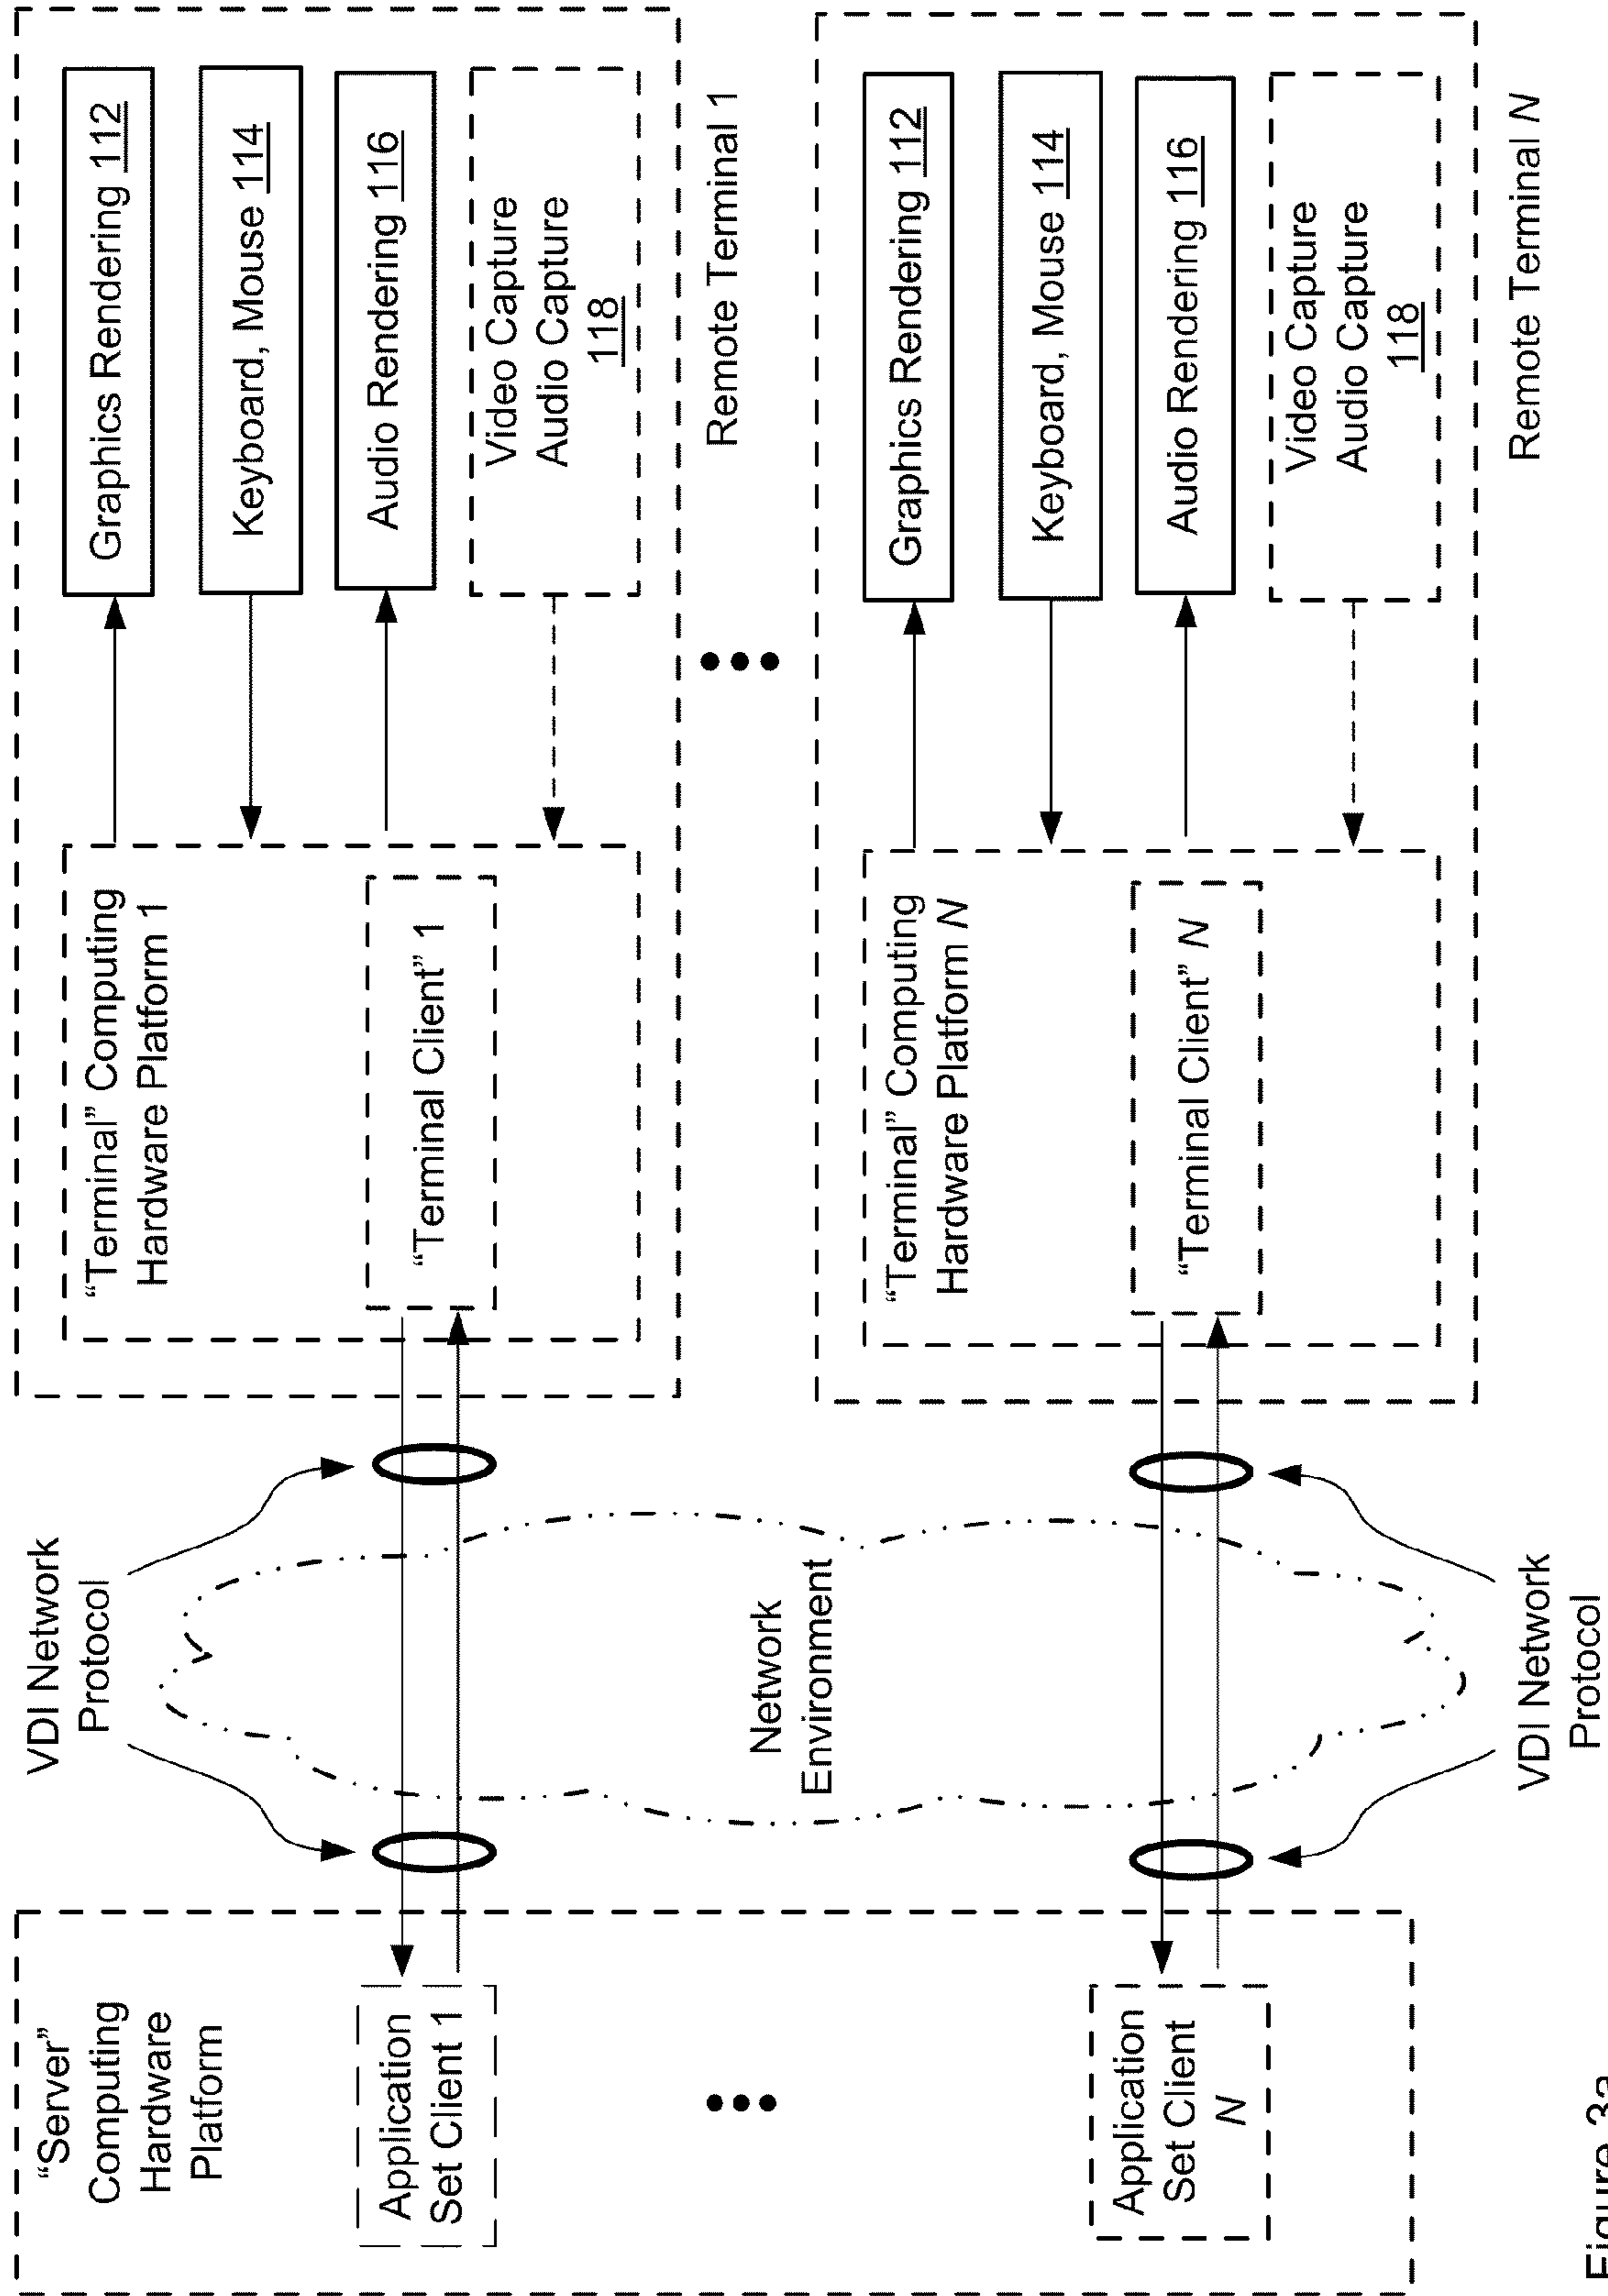 “Server”
Computing
Hardware
Platform
Application
Set Client 1
Application
Set Client
N
VDI Network
Protocol
Network
Environment
VDI Network
Protocol
“Terminal” Computing
Hardware Platform 1
“Terminal Client” 1
Graphics Rendering 112
Keyboard, Mouse 114
Audio Rendering 116
Video Capture
Audio Capture
118
Remote Terminal 1
“Terminal” Computing
Hardware Platform N
“Terminal Client” N
Graphics Rendering 112
Keyboard, Mouse 114
Audio Rendering 116
Video Capture
Audio Capture
118
Remote Terminal N
Figure 3a